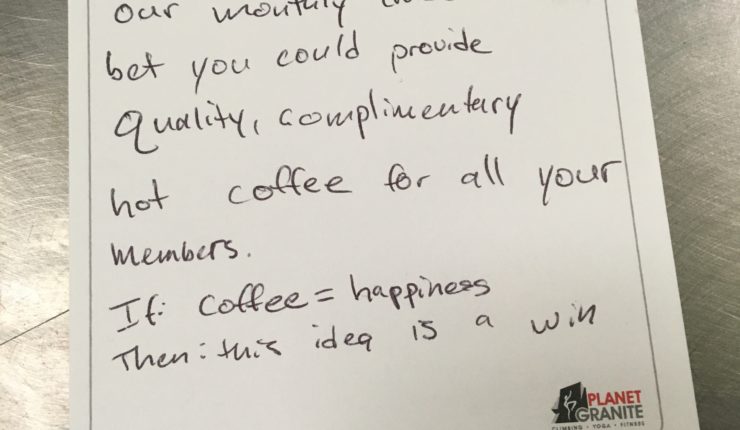 our monthly
bet you could provide
quality, complimentary
hot coffee for all your
members.
If: coffee = happiness
Then: this idea is a win
PLANET
GRANITE
CLIMBING • YOGA • FITNESS